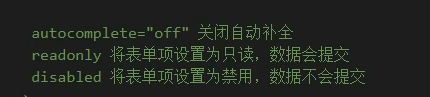 autocomplete="off" 关闭自动补全
readonly 将表单项设置为只读，数据会提交
disabled 将表单项设置为禁用，数据不会提交